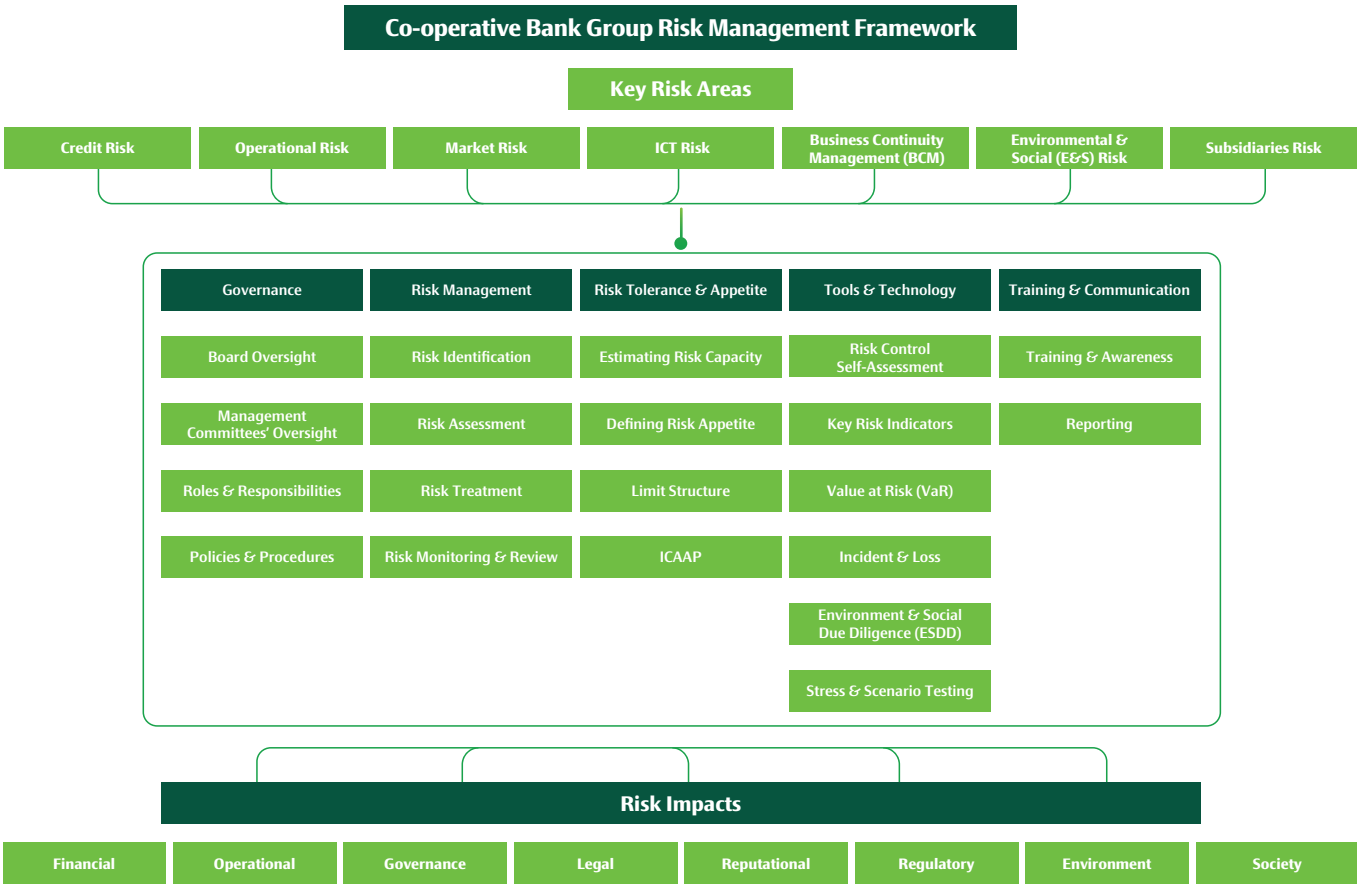 Co-operative Bank Group Risk Management Framework
Key Risk Areas
Credit Risk
Operational Risk
Market Risk
ICT Risk
Business Continuity
Management (BCM)
Environmental &
Social (E&S) Risk
Subsidiaries Risk
Governance
Risk Management
Risk Tolerance & Appetite
Tools & Technology
Training & Communication
Board Oversight
Risk Identification
Estimating Risk Capacity
Risk Control
Self-Assessment
Training & Awareness
Management
Committees' Oversight
Risk Assessment
Defining Risk Appetite
Key Risk Indicators
Reporting
Roles & Responsibilities
Risk Treatment
Limit Structure
Value at Risk (VaR)
Policies & Procedures
Risk Monitoring & Review
ICAAP
Incident & Loss
Environment & Social
Due Diligence (ESDD)
Stress & Scenario Testing
Risk Impacts
Financial
Operational
Governance
Legal
Reputational
Regulatory
Environment
Society